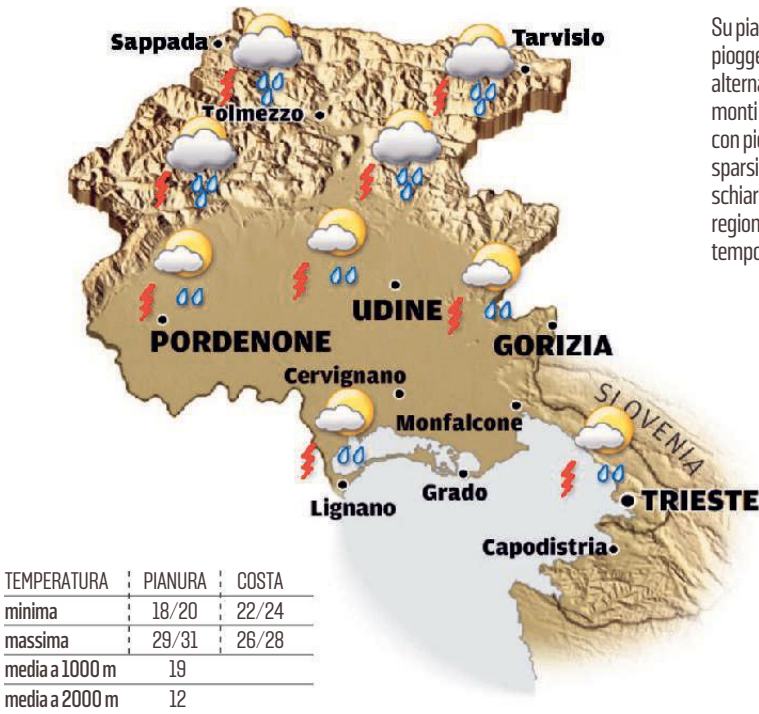 Sappada
Tarvisio
Tolmezzo
UDINE
PORDENONE
GORIZIA
Cervignano
SLOVENIA
Monfalcone
Grado
Lignano
TRIESTE
Capodistria
TEMPERATURA PIANURA COSTA
minima 18/20 22/24
massima 29/31 26/28
media a 1000 m 19
media a 2000 m 12
Su pia
piogge
alterna
monti
con pio
sparsi
schiar
region
tempo